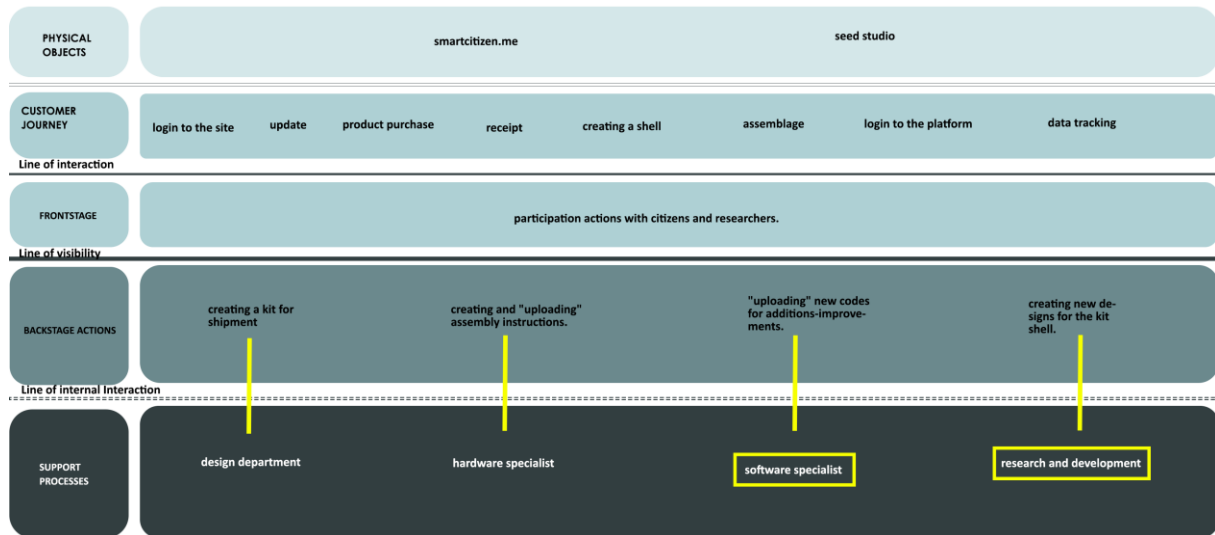 PHYSICAL
OBJECTS
smartcitizen.me
seed studio
CUSTOMER
JOURNEY
login to the site
update
product purchase
receipt
creating a shell
assemblage
login to the platform
data tracking
Line of interaction
FRONTSTAGE
participation actions with citizens and researchers.
Line of visibility
BACKSTAGE ACTIONS
creating a kit for
shipment
creating and "uploading"
assembly instructions.
"uploading" new codes
for additions-improve-
ments.
creating new de-
signs for the kit
shell.
Line of internal Interaction
SUPPORT
PROCESSES
design department
hardware specialist
software specialist
research and development